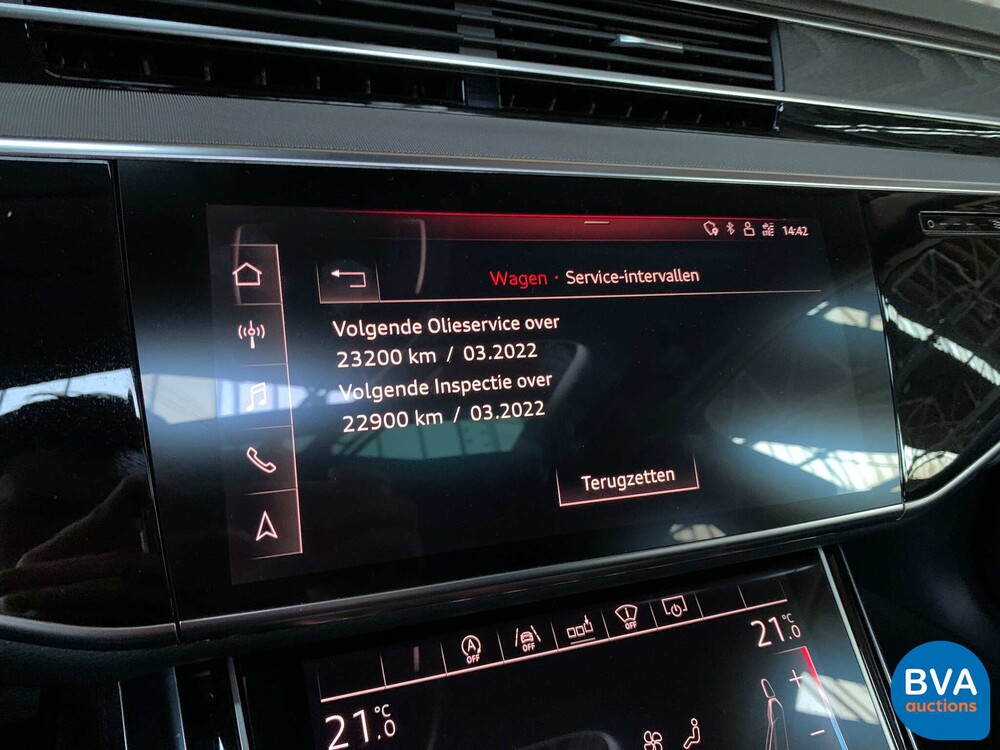 14:42
Wagen · Service-intervallen
Volgende Olieservice over
23200 km / 03.2022
Volgende Inspectie over
22900 km / 03.2022
Terugzetten
A
OFF
OFF
OFF
21.0 °C
21.0 °C
+
−
BVA
auctions